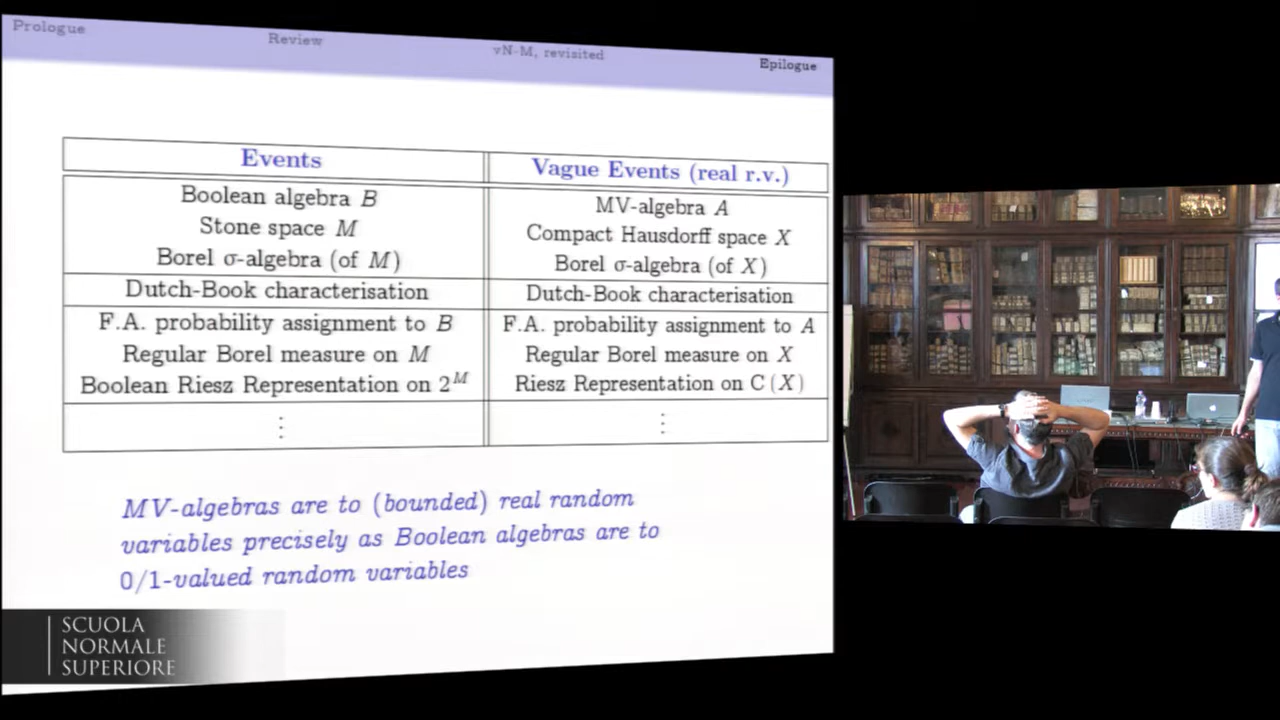 Prologue
Review
vN-M, revisited
Epilogue
Events
Vague Events (real r.v.)
Boolean algebra B
MV-algebra A
Stone space M
Compact Hausdorff space X
Borel σ-algebra (of M)
Borel σ-algebra (of X)
Dutch-Book characterisation
Dutch-Book characterisation
F.A. probability assignment to B
F.A. probability assignment to A
Regular Borel measure on M
Regular Borel measure on X
Boolean Riesz Representation on 2^M
Riesz Representation on C (X)
⋮
⋮
MV-algebras are to (bounded) real random
variables precisely as Boolean algebras are to
0/1-valued random variables
SCUOLA
NORMALE
SUPERIORE